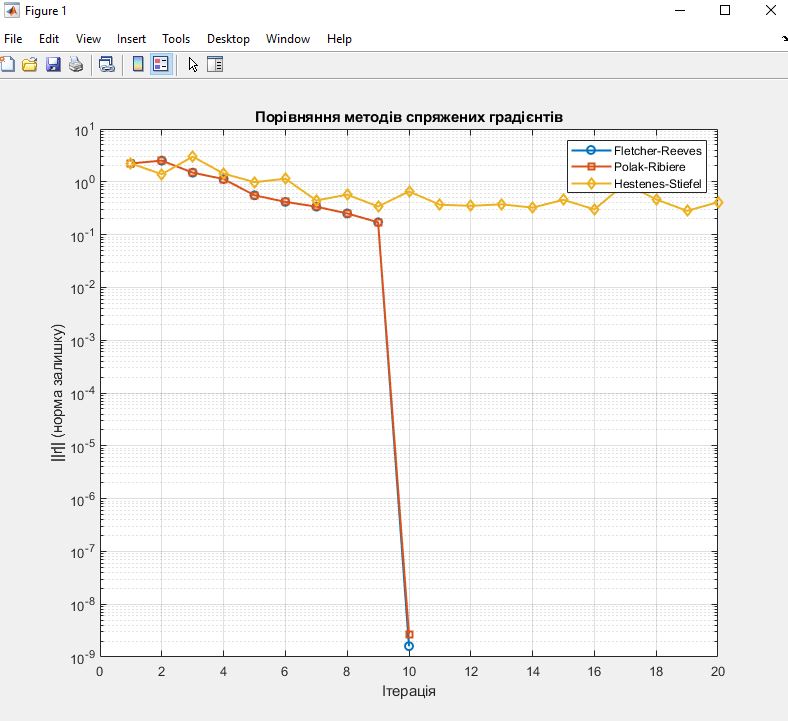 Figure 1
File Edit View Insert Tools Desktop Window Help
Порівняння методів спряжених градієнтів
Fletcher-Reeves
Polak-Ribiere
Hestenes-Stiefel
10^1
10^0
10^-1
10^-2
10^-3
10^-4
10^-5
10^-6
10^-7
10^-8
10^-9
||r|| (норма залишку)
0 2 4 6 8 10 12 14 16 18 20
Ітерація